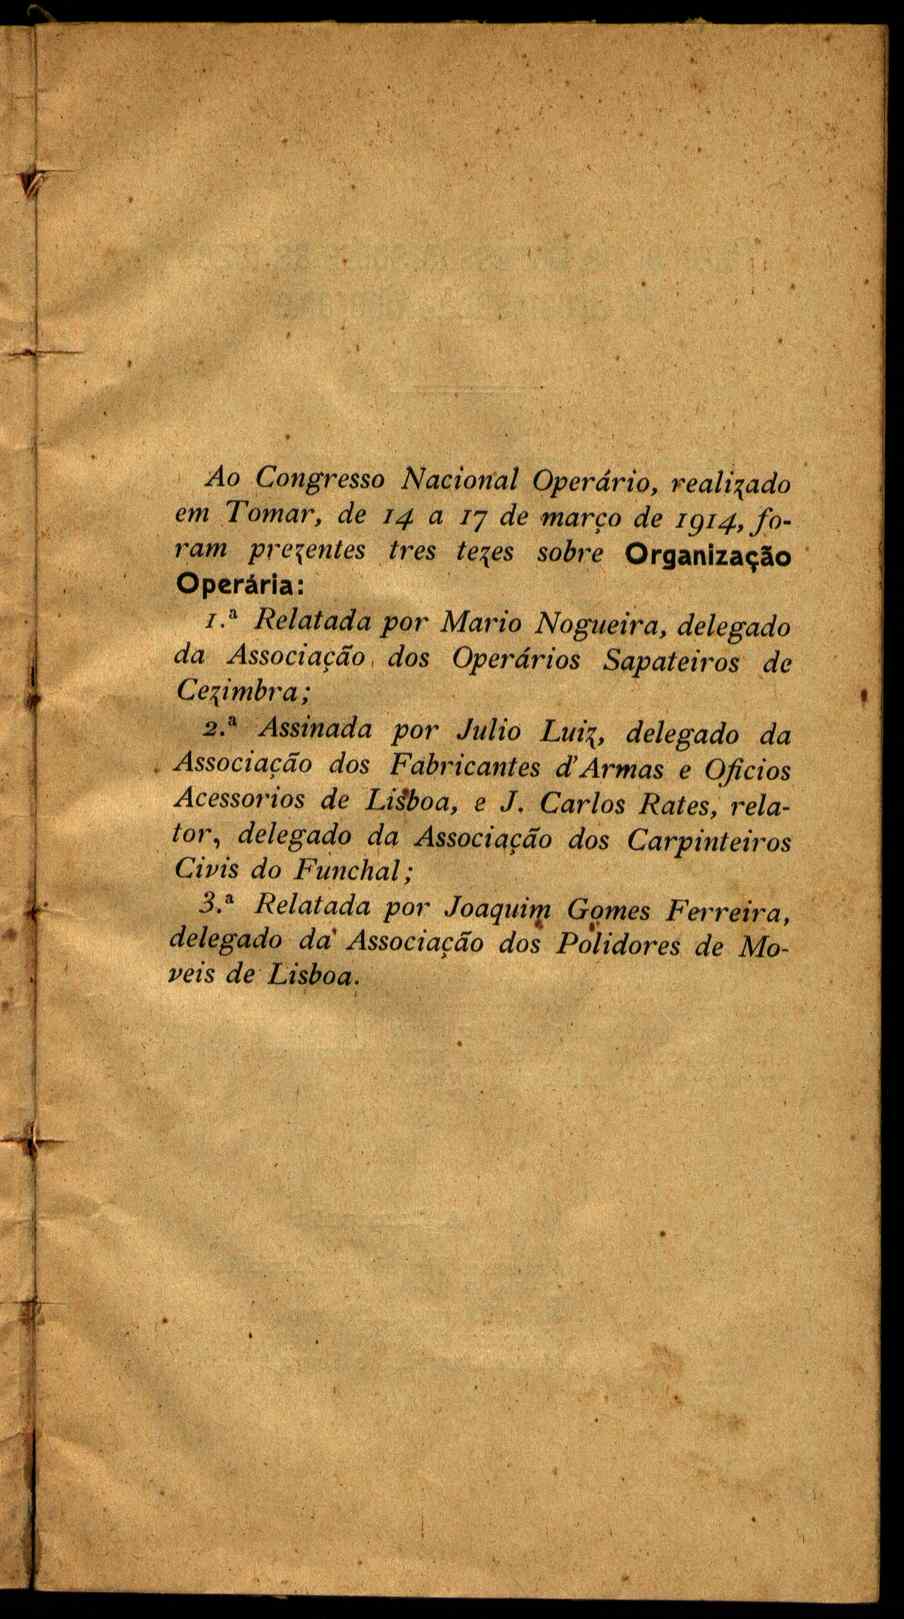 Ao Congresso Nacional Operário, realizado
em Tomar, de 14 a 17 de março de 1914, fo-
ram prezentes tres tezes sobre Organização
Operária:
1.ª Relatada por Mario Nogueira, delegado
da Associação dos Operários Sapateiros de
Cezimbra;
2.ª Assinada por Julio Luiz, delegado da
Associação dos Fabricantes d'Armas e Oficios
Acessorios de Lisboa, e J. Carlos Rates, rela-
tor, delegado da Associação dos Carpinteiros
Civis do Funchal;
3.ª Relatada por Joaquim Gomes Ferreira,
delegado da Associação dos Polidores de Mo-
veis de Lisboa.